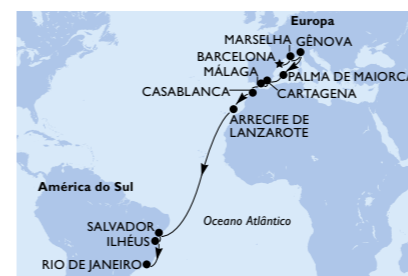 Europa
MARSELHA
GÊNOVA
BARCELONA
MÁLAGA
PALMA DE MAIORCA
CASABLANCA
CARTAGENA
ARRECIFE DE
LANZAROTE
América do Sul
SALVADOR
Oceano Atlântico
ILHÉUS
RIO DE JANEIRO